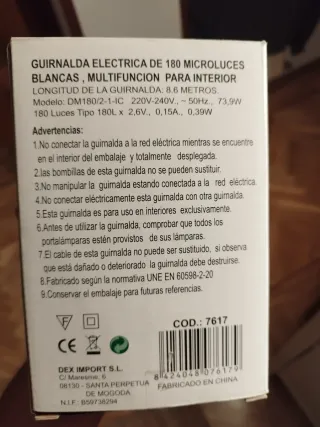 GUIRNALDA ELECTRICA DE 180 MICROLUCES
BLANCAS , MULTIFUNCION PARA INTERIOR
LONGITUD DE LA GUIRNALDA: 8.6 METROS.
Modelo: DM180/2-1-IC 220V-240V., ~ 50Hz., 73,9W
180 Luces Tipo 180L x 2,6V., 0,15A., 0,39W
Advertencias:
1.No conectar la guirnalda a la red eléctrica mientras se encuentre
en el interior del embalaje y totalmente desplegada.
2.las bombillas de esta guirnalda no se pueden sustituir.
3.No manipular la guirnalda estando conectada a la red eléctrica.
4.No conectar eléctricamente esta guirnalda con otra guirnalda.
5.Esta guirnalda es para uso en interiores exclusivamente.
6.Antes de utilizar la guirnalda, comprobar que todos los
portalámparas estén provistos de sus lámparas.
7.El cable de esta guirnalda no puede ser sustituido, si observa
que está dañado o deteriorado la guirnalda debe destruirse.
8.Fabricado según la normativa UNE EN 60598-2-20
9.Conservar el embalaje para futuras referencias.
F
CE
COD.: 7617
8 424048 076179
DEX IMPORT S.L.
C/ Maresme, 6
08130 - SANTA PERPETUA
DE MOGODA
N.I.F.: B59738294
FABRICADO EN CHINA